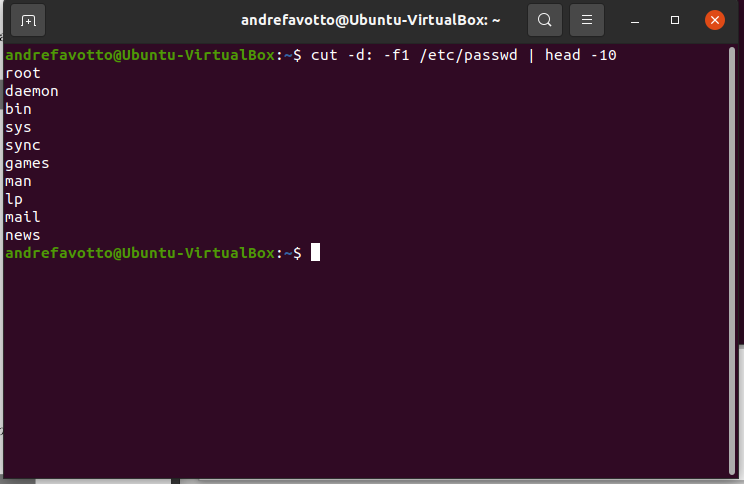 andrefavotto@Ubuntu-VirtualBox: ~
andrefavotto@Ubuntu-VirtualBox:~$ cut -d: -f1 /etc/passwd | head -10
root
daemon
bin
sys
sync
games
man
lp
mail
news
andrefavotto@Ubuntu-VirtualBox:~$